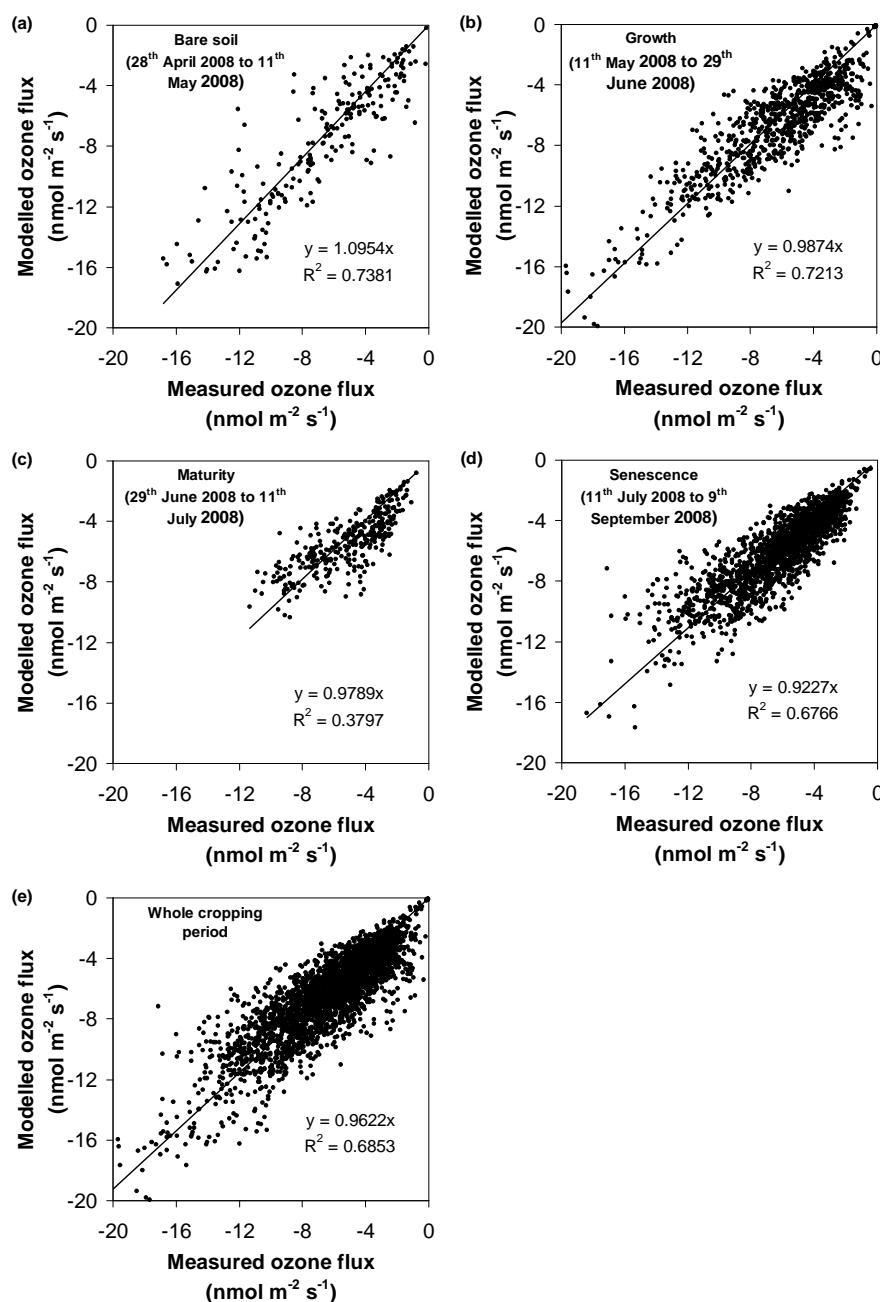 (a)
Bare soil
(28th April 2008 to 11th
May 2008)
0
-4
-8
-12
-16
-20
Modelled ozone flux
(nmol m-2 s-1)
y = 1.0954x
R2 = 0.7381
-20 -16 -12 -8 -4 0
Measured ozone flux
(nmol m-2 s-1)
(b)
Growth
(11th May 2008 to 29th
June 2008)
0
-4
-8
-12
-16
-20
Modelled ozone flux
(nmol m-2 s-1)
y = 0.9874x
R2 = 0.7213
-20 -16 -12 -8 -4 0
Measured ozone flux
(nmol m-2 s-1)
(c)
Maturity
(29th June 2008 to 11th
July 2008)
0
-4
-8
-12
-16
-20
Modelled ozone flux
(nmol m-2 s-1)
y = 0.9789x
R2 = 0.3797
-20 -16 -12 -8 -4 0
Measured ozone flux
(nmol m-2 s-1)
(d)
Senescence
(11th July 2008 to 9th
September 2008)
0
-4
-8
-12
-16
-20
Modelled ozone flux
(nmol m-2 s-1)
y = 0.9227x
R2 = 0.6766
-20 -16 -12 -8 -4 0
Measured ozone flux
(nmol m-2 s-1)
(e)
Whole cropping
period
0
-4
-8
-12
-16
-20
Modelled ozone flux
(nmol m-2 s-1)
y = 0.9622x
R2 = 0.6853
-20 -16 -12 -8 -4 0
Measured ozone flux
(nmol m-2 s-1)